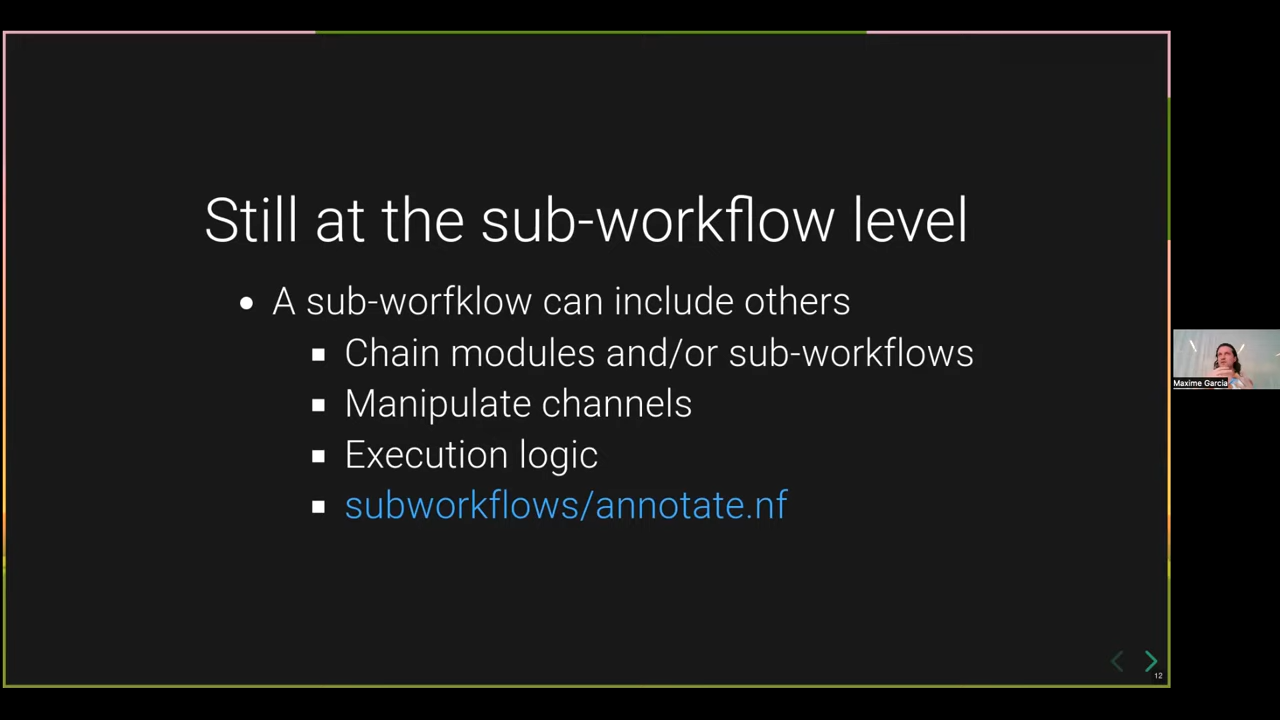 Still at the sub-workflow level
A sub-worfklow can include others
Chain modules and/or sub-workflows
Manipulate channels
Execution logic
subworkflows/annotate.nf
Maxime Garcia
12